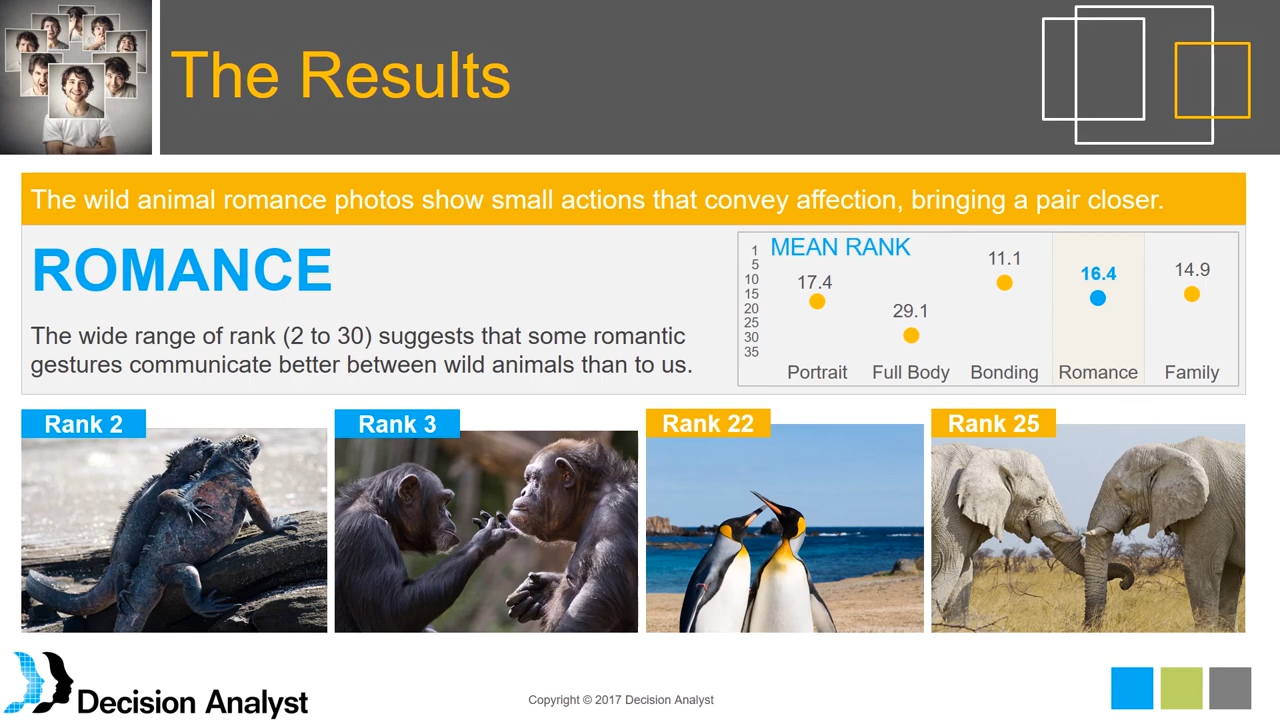 The Results
The wild animal romance photos show small actions that convey affection, bringing a pair closer.
ROMANCE
The wide range of rank (2 to 30) suggests that some romantic
gestures communicate better between wild animals than to us.
MEAN RANK
1
5
10
15
20
25
30
35
17.4
29.1
11.1
16.4
14.9
Portrait
Full Body
Bonding
Romance
Family
Rank 2
Rank 3
Rank 22
Rank 25
Decision Analyst
Copyright © 2017 Decision Analyst